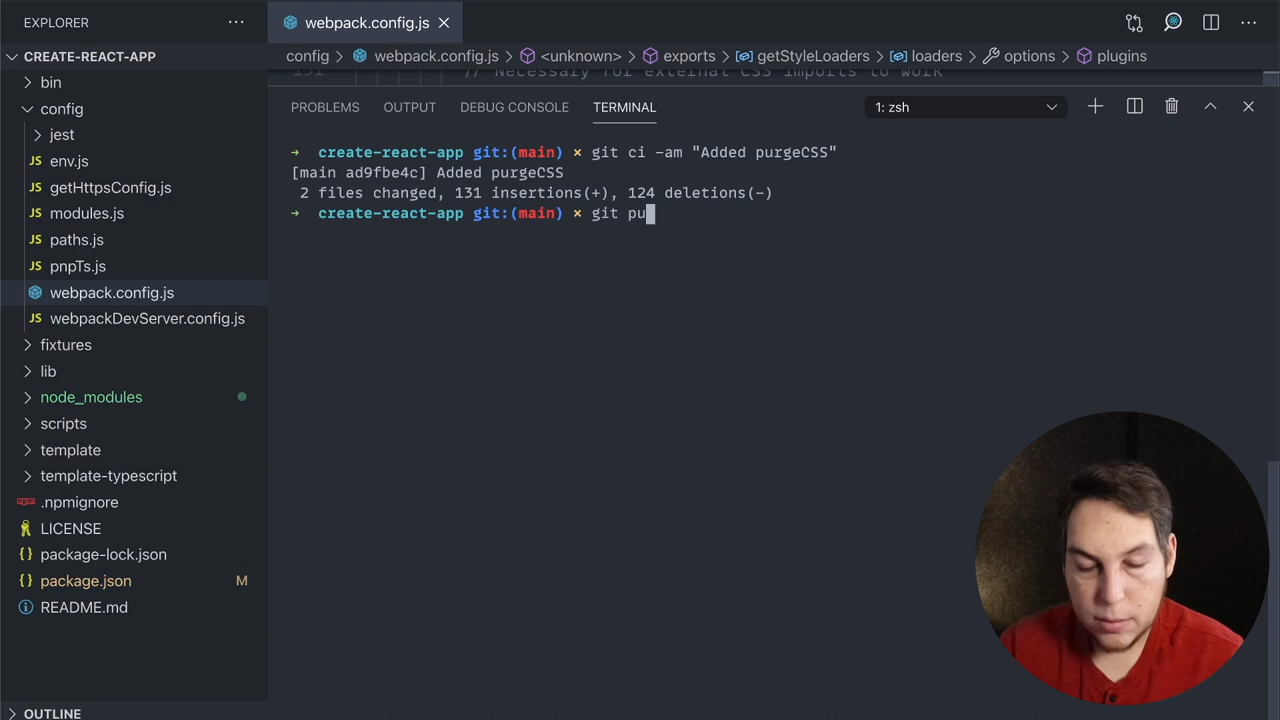 EXPLORER
webpack.config.js
CREATE-REACT-APP
config
webpack.config.js
<unknown>
exports
getStyleLoaders
loaders
options
plugins
151
// Necessary for external CSS imports to work
bin
config
jest
env.js
getHttpsConfig.js
modules.js
paths.js
pnpTs.js
webpack.config.js
webpackDevServer.config.js
fixtures
lib
node_modules
scripts
template
template-typescript
.npmignore
LICENSE
package-lock.json
package.json M
README.md
OUTLINE
PROBLEMS OUTPUT DEBUG CONSOLE TERMINAL
1: zsh
→ create-react-app git:(main) × git ci -am "Added purgeCSS"
[main ad9fbe4c] Added purgeCSS
2 files changed, 131 insertions(+), 124 deletions(-)
→ create-react-app git:(main) × git pu